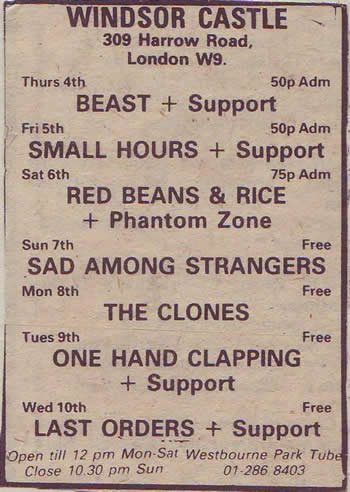 WINDSOR CASTLE
309 Harrow Road,
London W9.
Thurs 4th 50p Adm
BEAST + Support
Fri 5th 50p Adm
SMALL HOURS + Support
Sat 6th 75p Adm
RED BEANS & RICE
+ Phantom Zone
Sun 7th Free
SAD AMONG STRANGERS
Mon 8th Free
THE CLONES
Tues 9th Free
ONE HAND CLAPPING
+ Support
Wed 10th Free
LAST ORDERS + Support
Open till 12 pm Mon-Sat Westbourne Park Tube
Close 10.30 pm Sun 01-286 8403